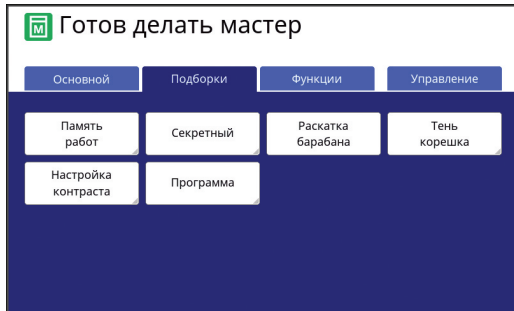 M Готов делать мастер
Основной Подборки Функции Управление
Память работ Секретный Раскатка барабана Тень корешка
Настройка контраста Программа